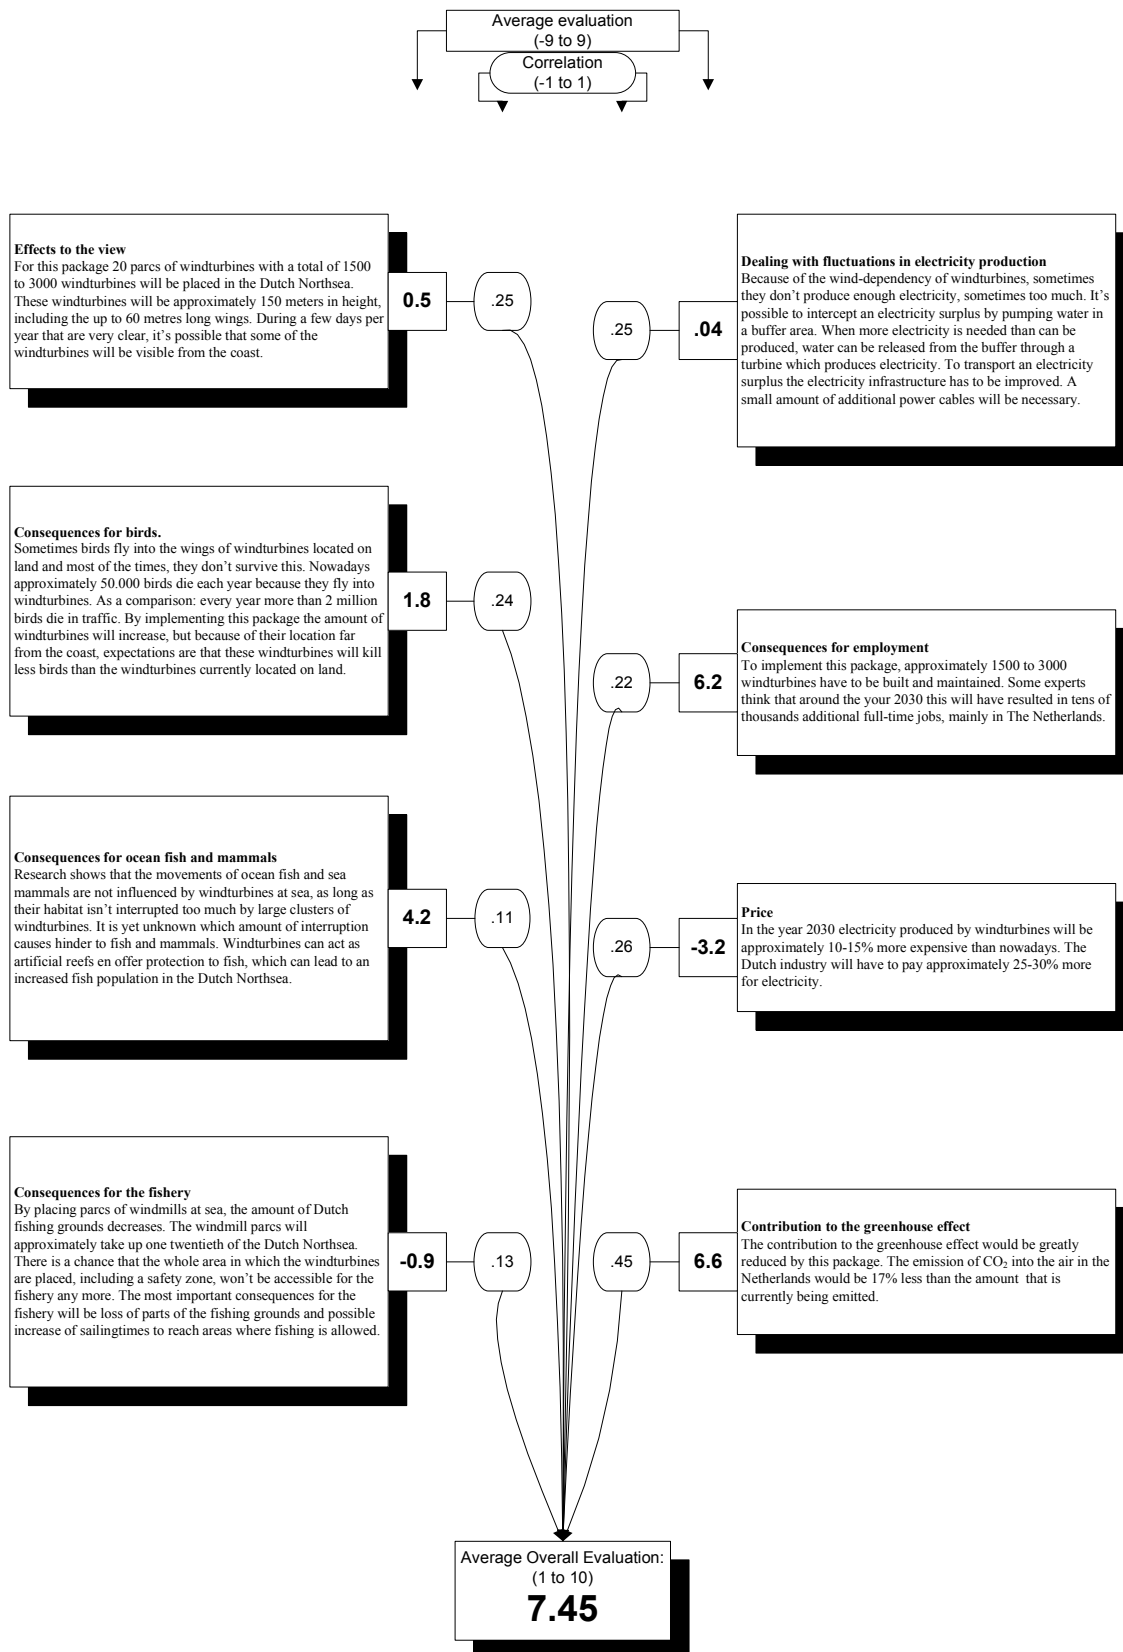 Average evaluation
(-9 to 9)
Correlation
(-1 to 1)
Effects to the view
For this package 20 parcs of windturbines with a total of 1500
to 3000 windturbines will be placed in the Dutch Northsea.
These windturbines will be approximately 150 meters in height,
including the up to 60 metres long wings. During a few days per
year that are very clear, it's possible that some of the
windturbines will be visible from the coast.
0.5
.25
Consequences for birds.
Sometimes birds fly into the wings of windturbines located on
land and most of the times, they don't survive this. Nowadays
approximately 50.000 birds die each year because they fly into
windturbines. As a comparison: every year more than 2 million
birds die in traffic. By implementing this package the amount of
windturbines will increase, but because of their location far
from the coast, expectations are that these windturbines will kill
less birds than the windturbines currently located on land.
1.8
.24
Consequences for ocean fish and mammals
Research shows that the movements of ocean fish and sea
mammals are not influenced by windturbines at sea, as long as
their habitat isn't interrupted too much by large clusters of
windturbines. It is yet unknown which amount of interruption
causes hinder to fish and mammals. Windturbines can act as
artificial reefs en offer protection to fish, which can lead to an
increased fish population in the Dutch Northsea.
4.2
.11
Consequences for the fishery
By placing parcs of windmills at sea, the amount of Dutch
fishing grounds decreases. The windmill parcs will
approximately take up one twentieth of the Dutch Northsea.
There is a chance that the whole area in which the windturbines
are placed, including a safety zone, won't be accessible for the
fishery any more. The most important consequences for the
fishery will be loss of parts of the fishing grounds and possible
increase of sailingtimes to reach areas where fishing is allowed.
-0.9
.13
Dealing with fluctuations in electricity production
Because of the wind-dependency of windturbines, sometimes
they don't produce enough electricity, sometimes too much. It's
possible to intercept an electricity surplus by pumping water in
a buffer area. When more electricity is needed than can be
produced, water can be released from the buffer through a
turbine which produces electricity. To transport an electricity
surplus the electricity infrastructure has to be improved. A
small amount of additional power cables will be necessary.
.25
.04
Consequences for employment
To implement this package, approximately 1500 to 3000
windturbines have to be built and maintained. Some experts
think that around the your 2030 this will have resulted in tens of
thousands additional full-time jobs, mainly in The Netherlands.
.22
6.2
Price
In the year 2030 electricity produced by windturbines will be
approximately 10-15% more expensive than nowadays. The
Dutch industry will have to pay approximately 25-30% more
for electricity.
.26
-3.2
Contribution to the greenhouse effect
The contribution to the greenhouse effect would be greatly
reduced by this package. The emission of CO₂ into the air in the
Netherlands would be 17% less than the amount that is
currently being emitted.
.45
6.6
Average Overall Evaluation:
(1 to 10)
7.45